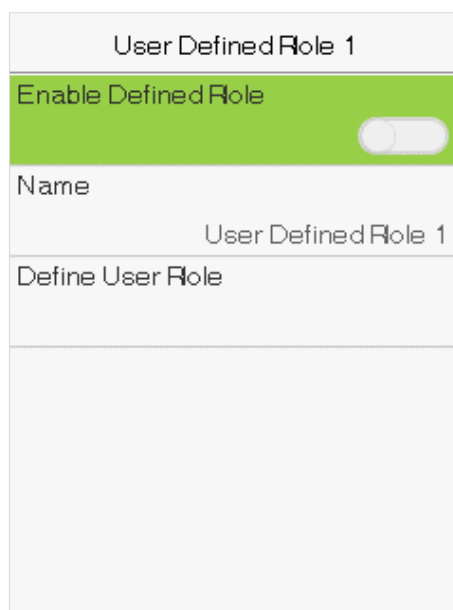 User Defined Role 1
Enable Defined Role
Name
User Defined Role 1
Define User Role